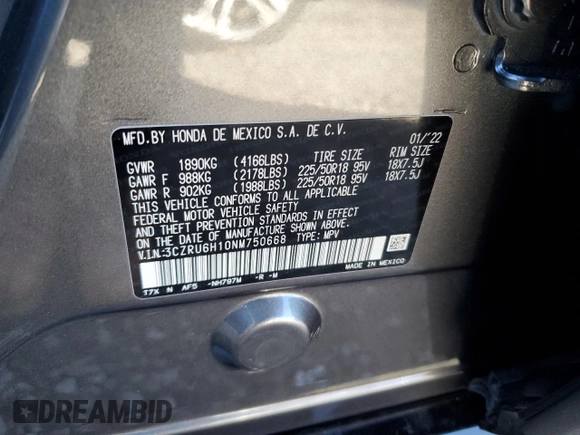 MFD.BY HONDA DE MEXICO S.A. DE C.V. 01/'22
GVWR 1890KG (4166LBS) TIRE SIZE RIM SIZE
GAWR F 988KG (2178LBS) 225/50R18 95V 18X7.5J
GAWR R 902KG (1988LBS) 225/50R18 95V 18X7.5J
THIS VEHICLE CONFORMS TO ALL APPLICABLE
FEDERAL MOTOR VEHICLE SAFETY
AND THEFT PREVENTION STANDARDS IN EFFECT
ON THE DATE OF MANUFACTURE SHOWN ABOVE.
V.I.N.:3CZRU6H10NM750668 TYPE: MPV
MADE IN MEXICO
T7X N AF5 -NH797M -R -M
DREAMBID